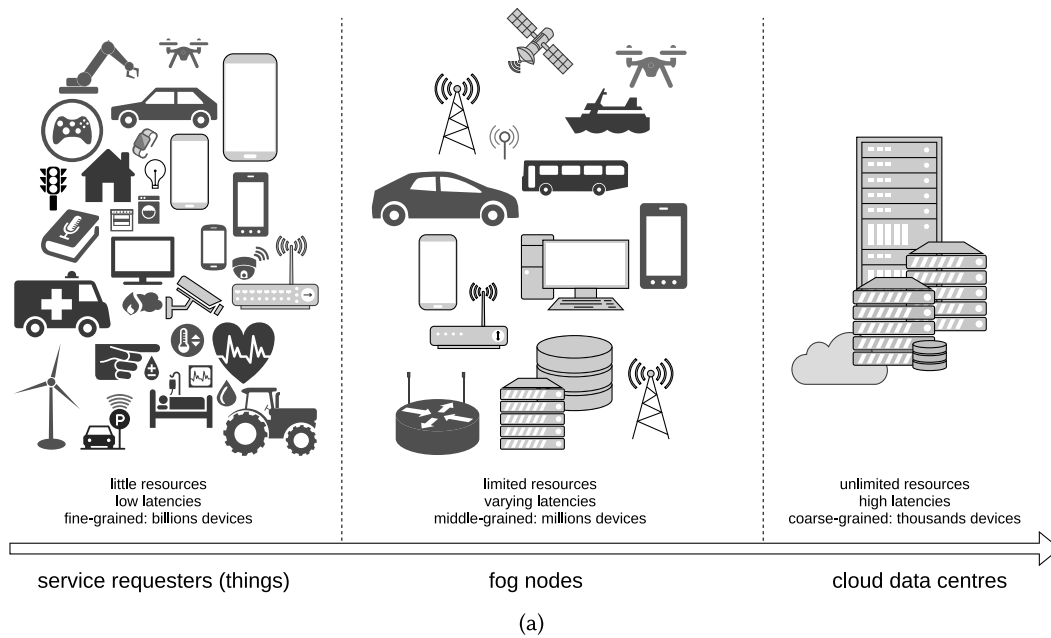 P
little resources
low latencies
fine-grained: billions devices
limited resources
varying latencies
middle-grained: millions devices
unlimited resources
high latencies
coarse-grained: thousands devices
service requesters (things)
fog nodes
cloud data centres
(a)